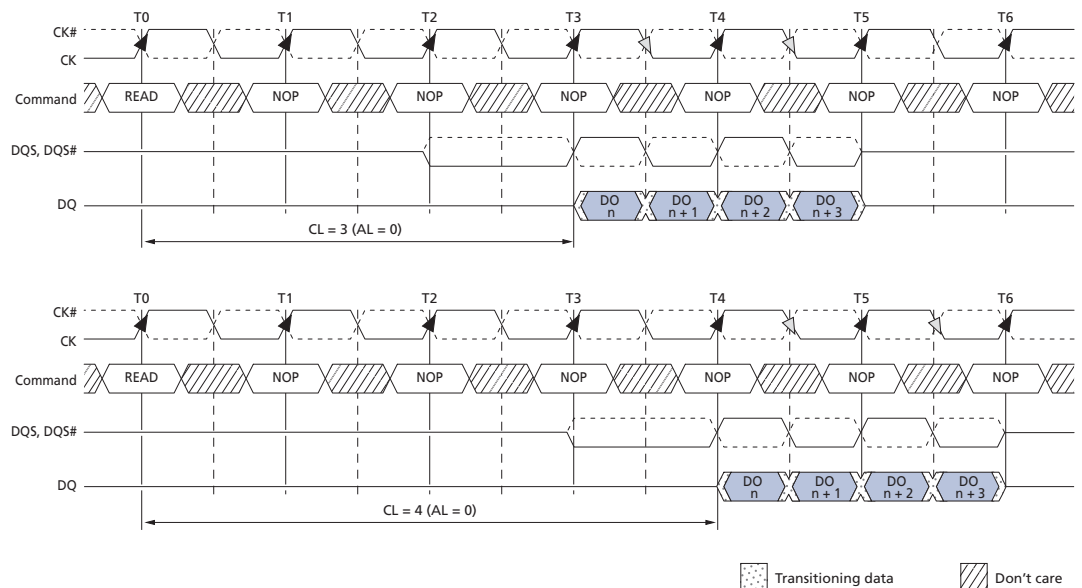 T0 T1 T2 T3 T4 T5 T6
CK#
CK
Command READ NOP NOP NOP NOP NOP NOP
DQS, DQS#
DQ DO n DO n + 1 DO n + 2 DO n + 3
CL = 3 (AL = 0)
T0 T1 T2 T3 T4 T5 T6
CK#
CK
Command READ NOP NOP NOP NOP NOP NOP
DQS, DQS#
DQ DO n DO n + 1 DO n + 2 DO n + 3
CL = 4 (AL = 0)
Transitioning data Don't care